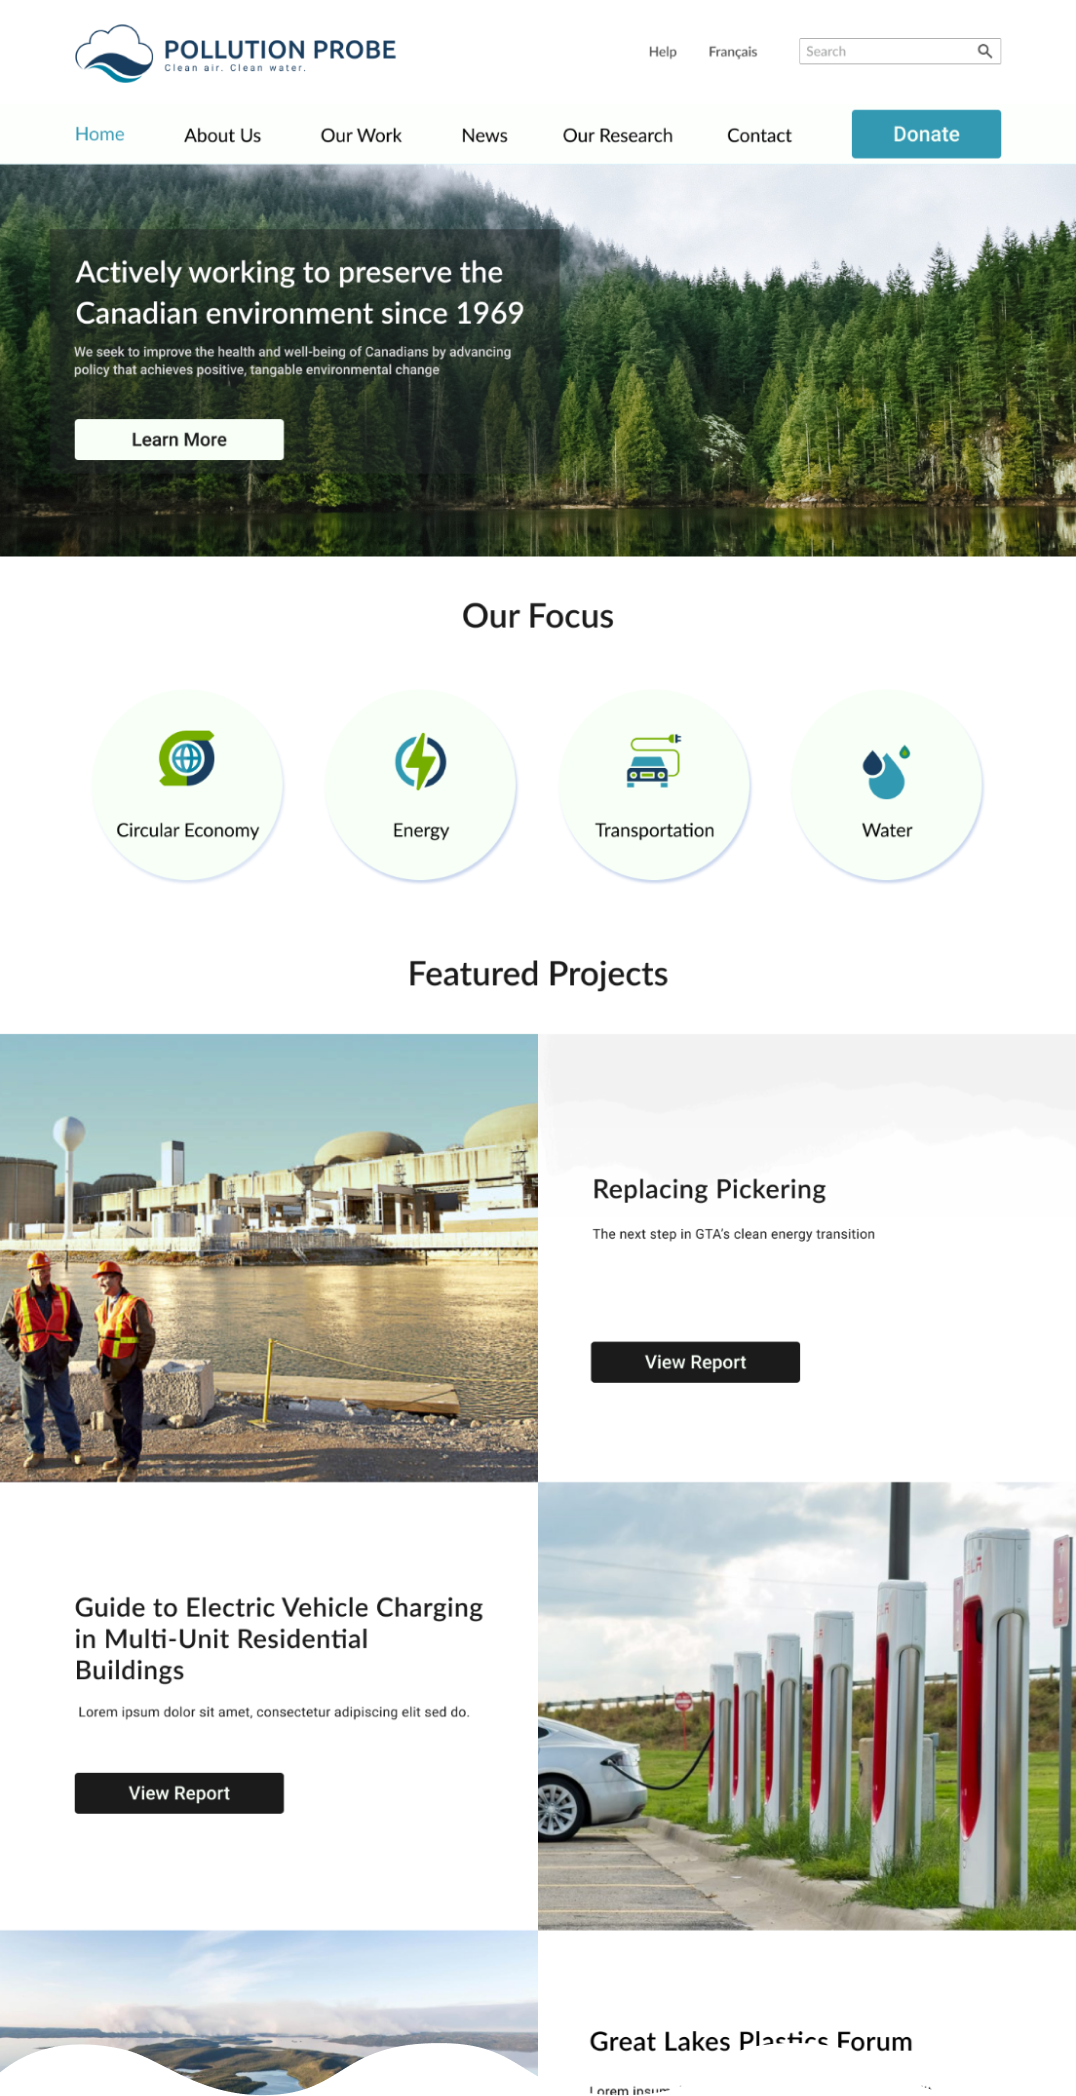 POLLUTION PROBE
Clean air. Clean water.
Help
Français
Search
Home
About Us
Our Work
News
Our Research
Contact
Donate
Actively working to preserve the
Canadian environment since 1969
We seek to improve the health and well-being of Canadians by advancing
policy that achieves positive, tangable environmental change
Learn More
Our Focus
Circular Economy
Energy
Transportation
Water
Featured Projects
Replacing Pickering
The next step in GTA's clean energy transition
View Report
Guide to Electric Vehicle Charging
in Multi-Unit Residential
Buildings
Lorem ipsum dolor sit amet, consectetur adipiscing elit sed do.
View Report
Great Lakes Plastics Forum
Lorem ipsum